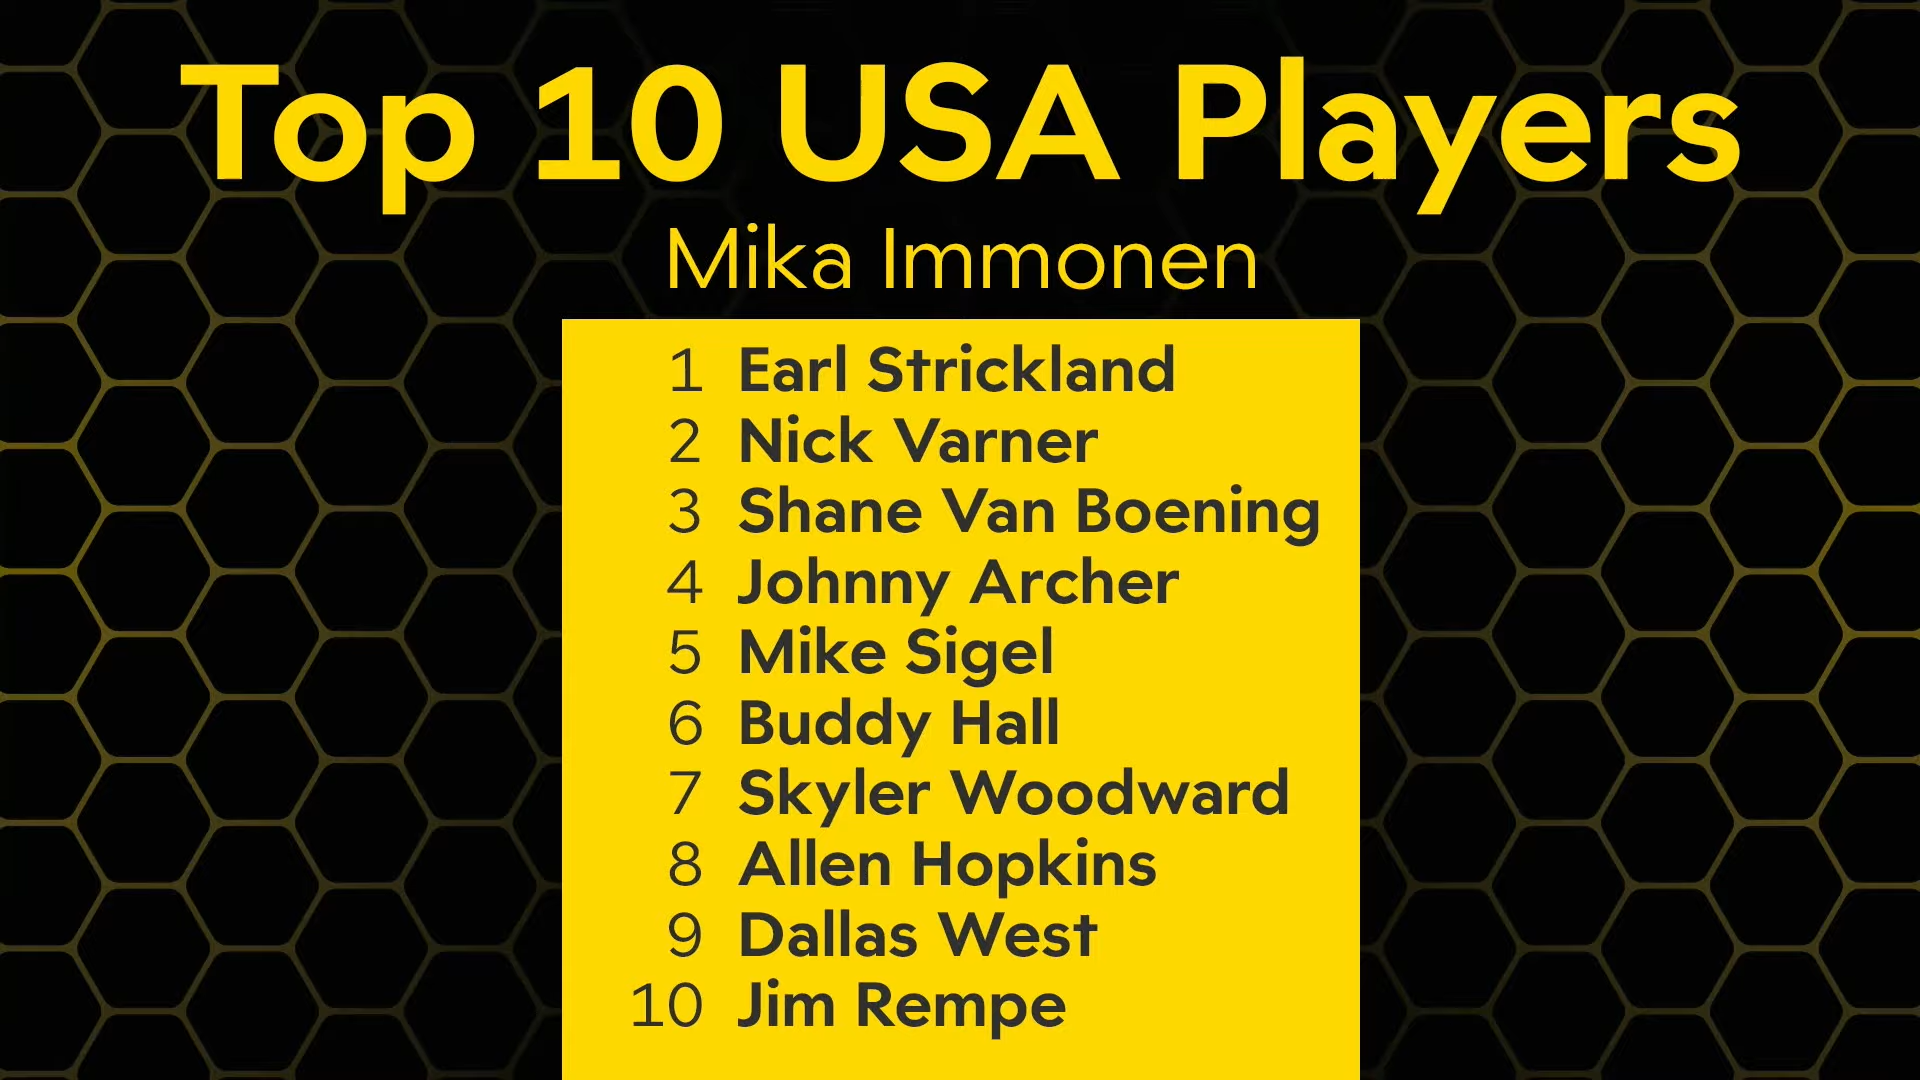 Top 10 USA Players
Mika Immonen
1 Earl Strickland
2 Nick Varner
3 Shane Van Boening
4 Johnny Archer
5 Mike Sigel
6 Buddy Hall
7 Skyler Woodward
8 Allen Hopkins
9 Dallas West
10 Jim Rempe